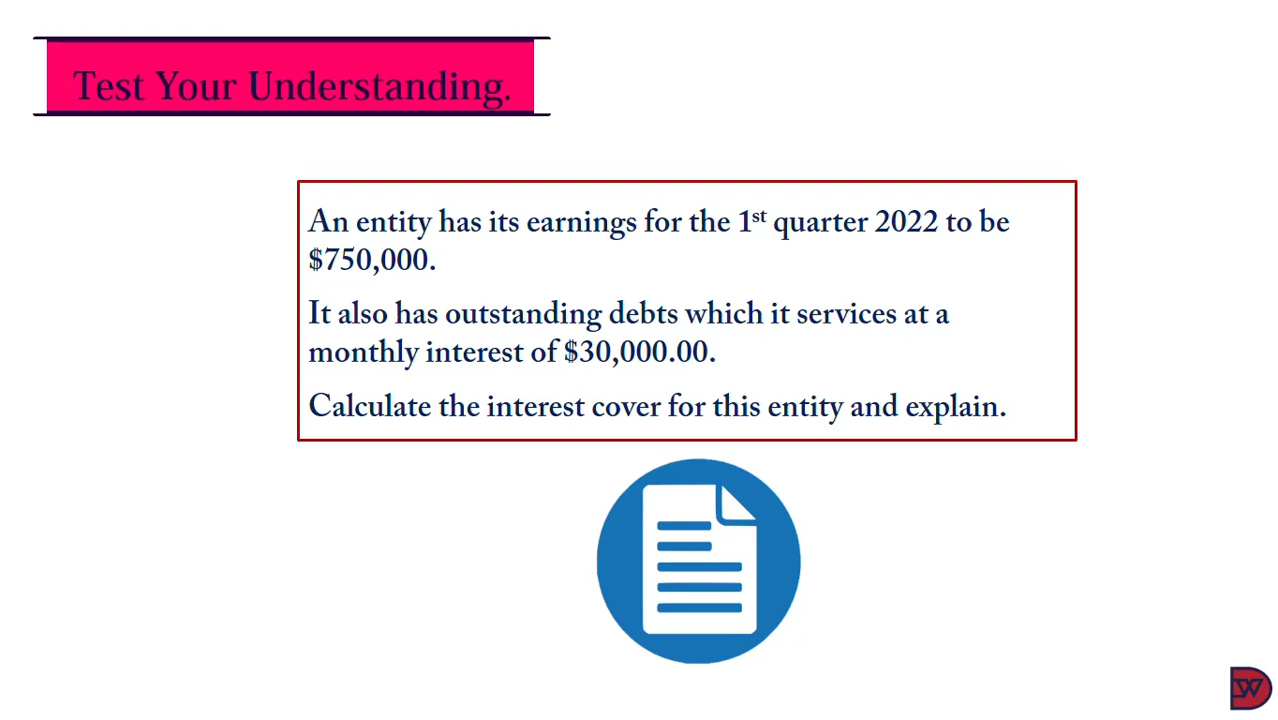 Test Your Understanding.
An entity has its earnings for the 1st quarter 2022 to be
$750,000.
It also has outstanding debts which it services at a
monthly interest of $30,000.00.
Calculate the interest cover for this entity and explain.
DW